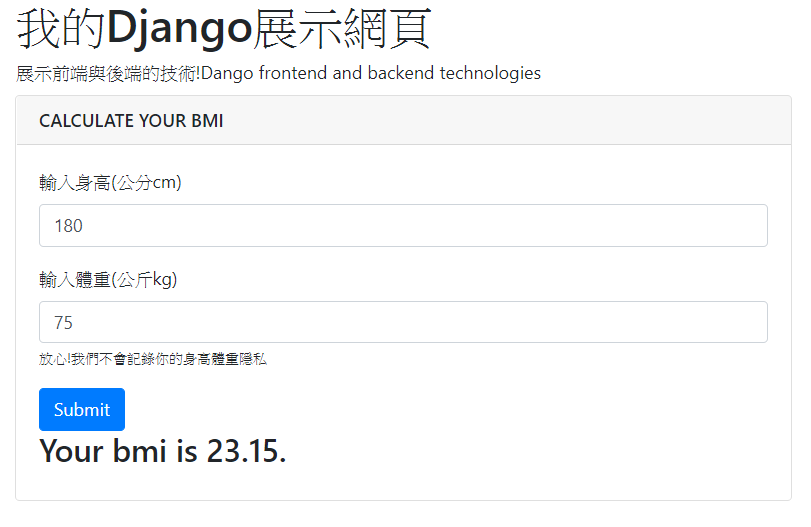 我的Django展示網頁
展示前端與後端的技術!Dango frontend and backend technologies
CALCULATE YOUR BMI
輸入身高(公分cm)
180
輸入體重(公斤kg)
75
放心!我們不會記錄你的身高體重隱私
Submit
Your bmi is 23.15.